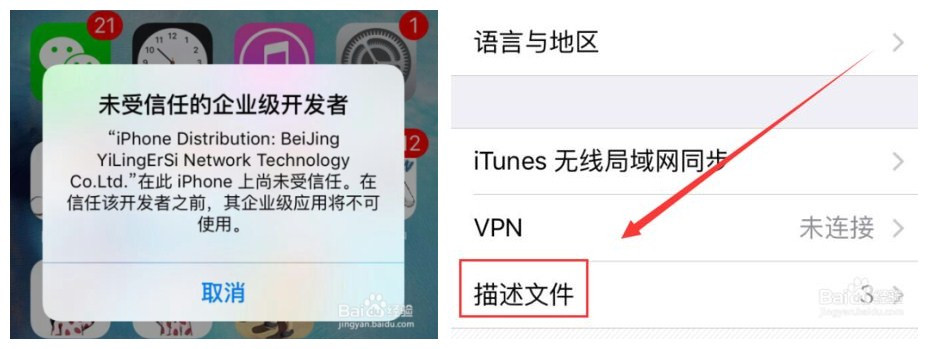 21
1
12
未受信任的企业级开发者
“iPhone Distribution: BeiJing
YiLingErSi Network Technology
Co.Ltd.”在此 iPhone 上尚未受信任。在
信任该开发者之前，其企业级应用将不可
使用。
取消
Baidu 经验
jingyan.baidu.com
语言与地区
iTunes 无线局域网同步
VPN 未连接
描述文件 3
Baidu 经验
jingyan.baidu.com